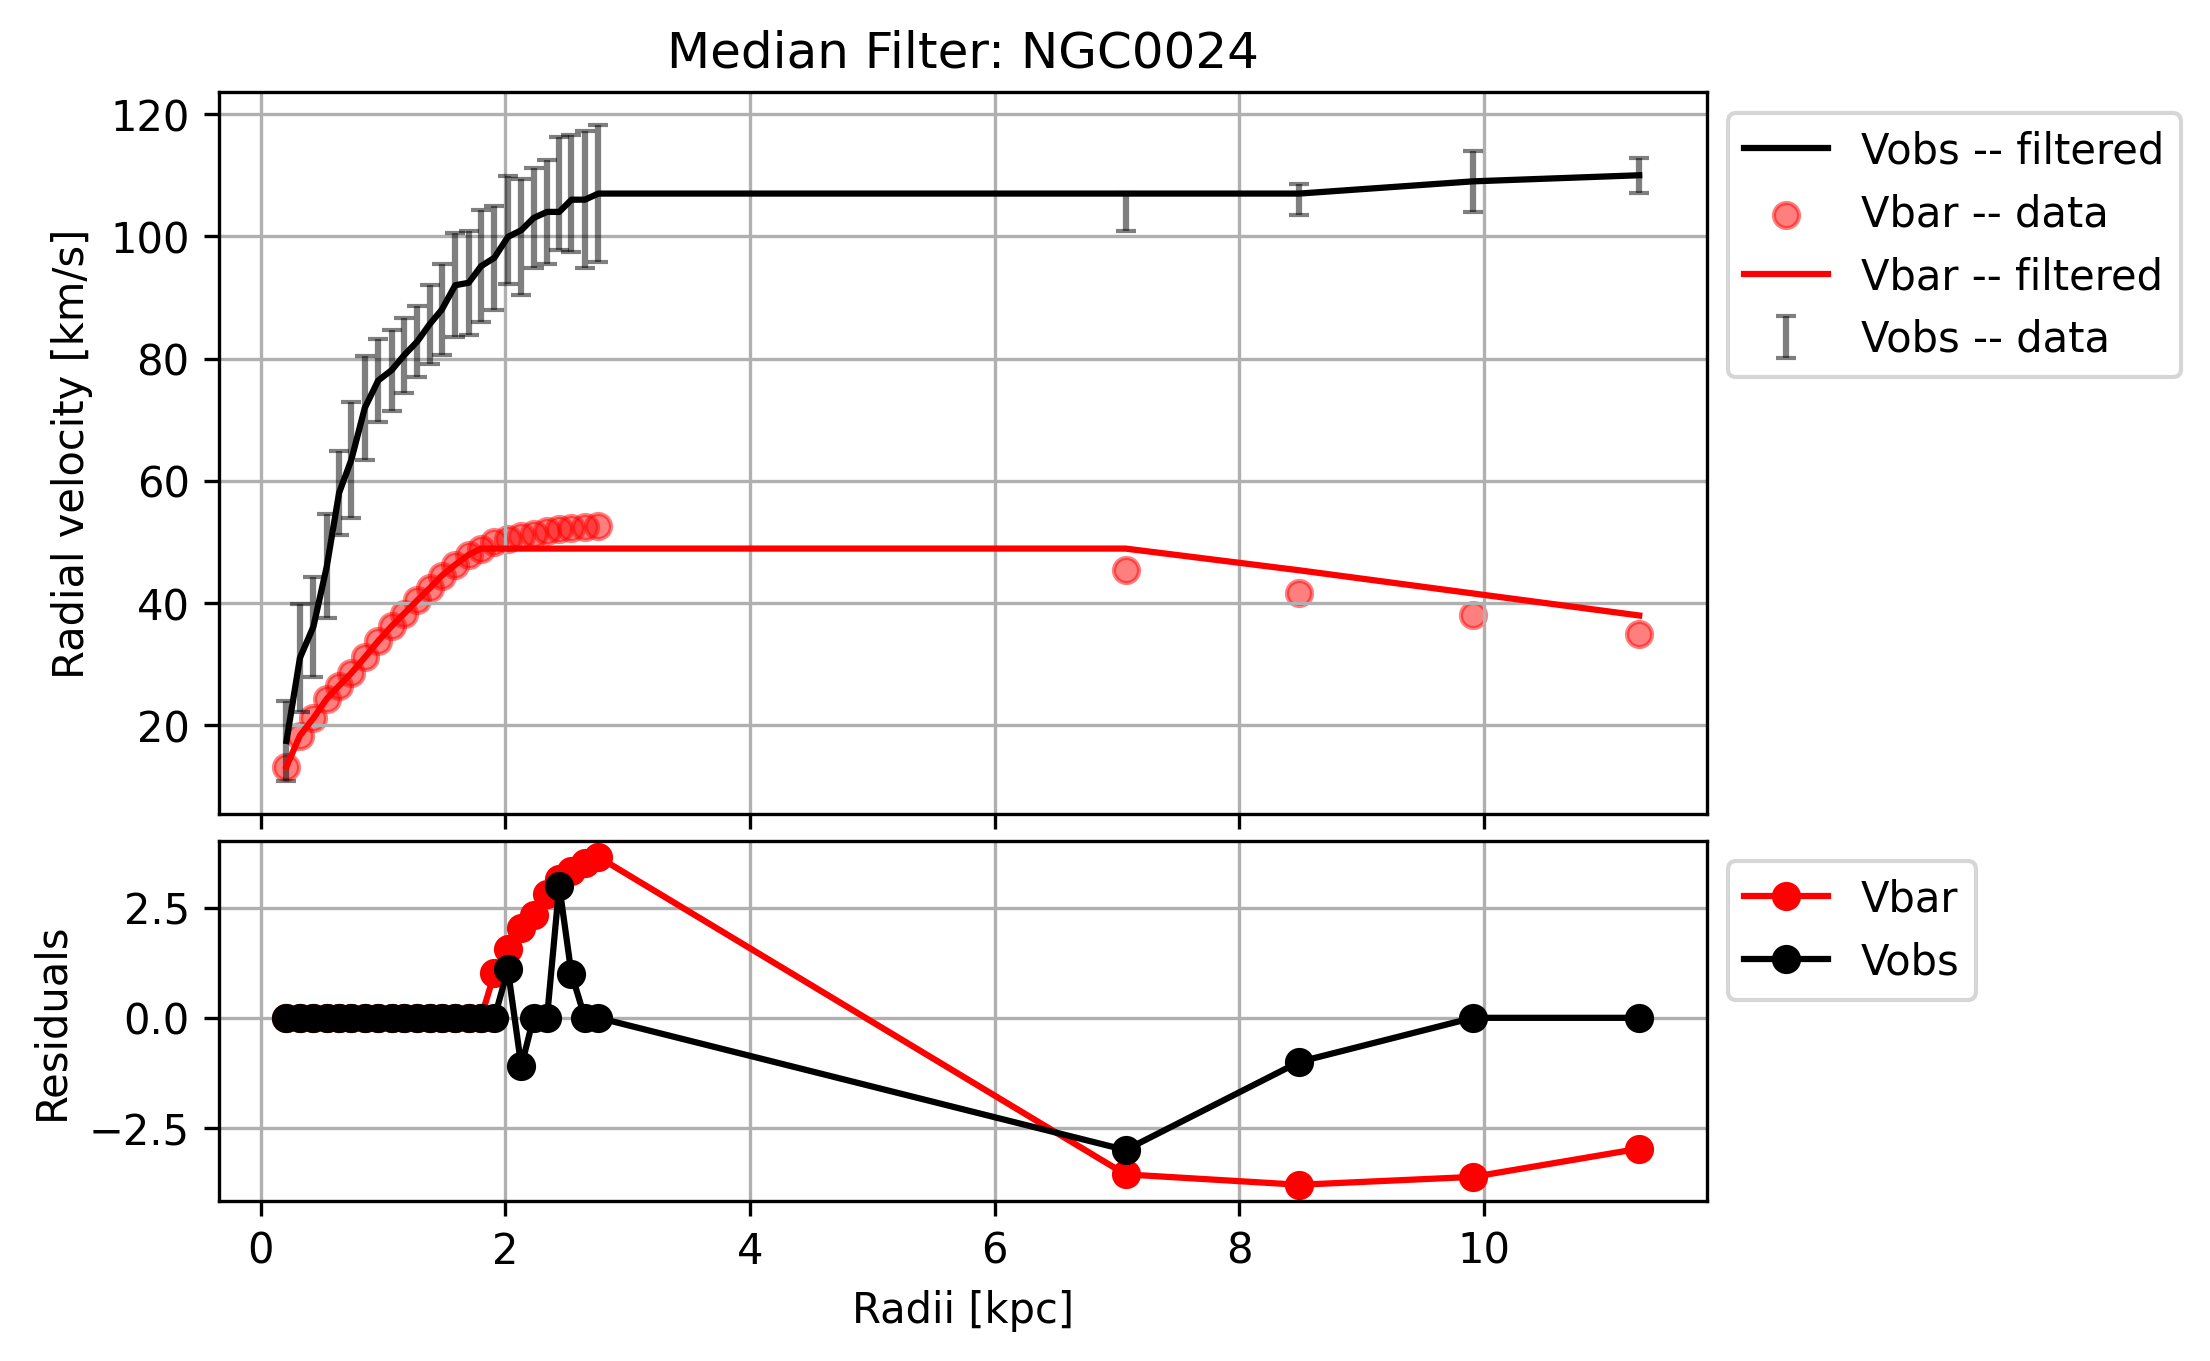 Median Filter: NGC0024
120
100
80
60
40
20
Radial velocity [km/s]
Vobs -- filtered
Vbar -- data
Vbar -- filtered
Vobs -- data
2.5
0.0
−2.5
Residuals
Vbar
Vobs
0 2 4 6 8 10
Radii [kpc]